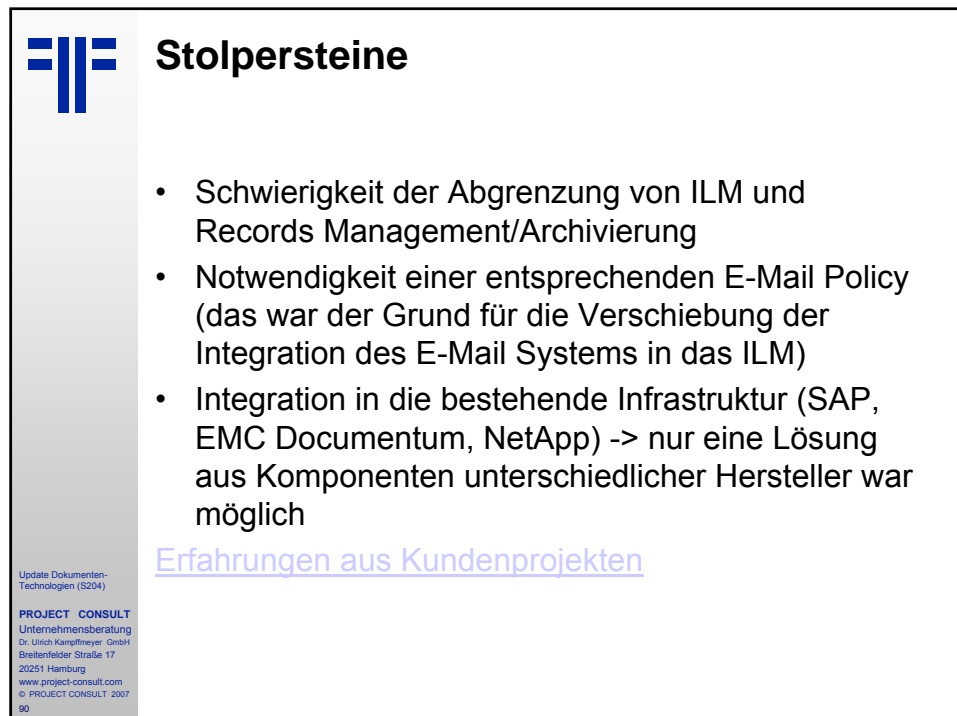 Stolpersteine
• Schwierigkeit der Abgrenzung von ILM und
Records Management/Archivierung
• Notwendigkeit einer entsprechenden E-Mail Policy
(das war der Grund für die Verschiebung der
Integration des E-Mail Systems in das ILM)
• Integration in die bestehende Infrastruktur (SAP,
EMC Documentum, NetApp) -> nur eine Lösung
aus Komponenten unterschiedlicher Hersteller war
möglich
Erfahrungen aus Kundenprojekten
Update Dokumenten-
Technologien (S204)
PROJECT CONSULT
Unternehmensberatung
Dr. Ulrich Kampffmeyer GmbH
Breitenfelder Straße 17
20251 Hamburg
www.project-consult.com
© PROJECT CONSULT 2007
90